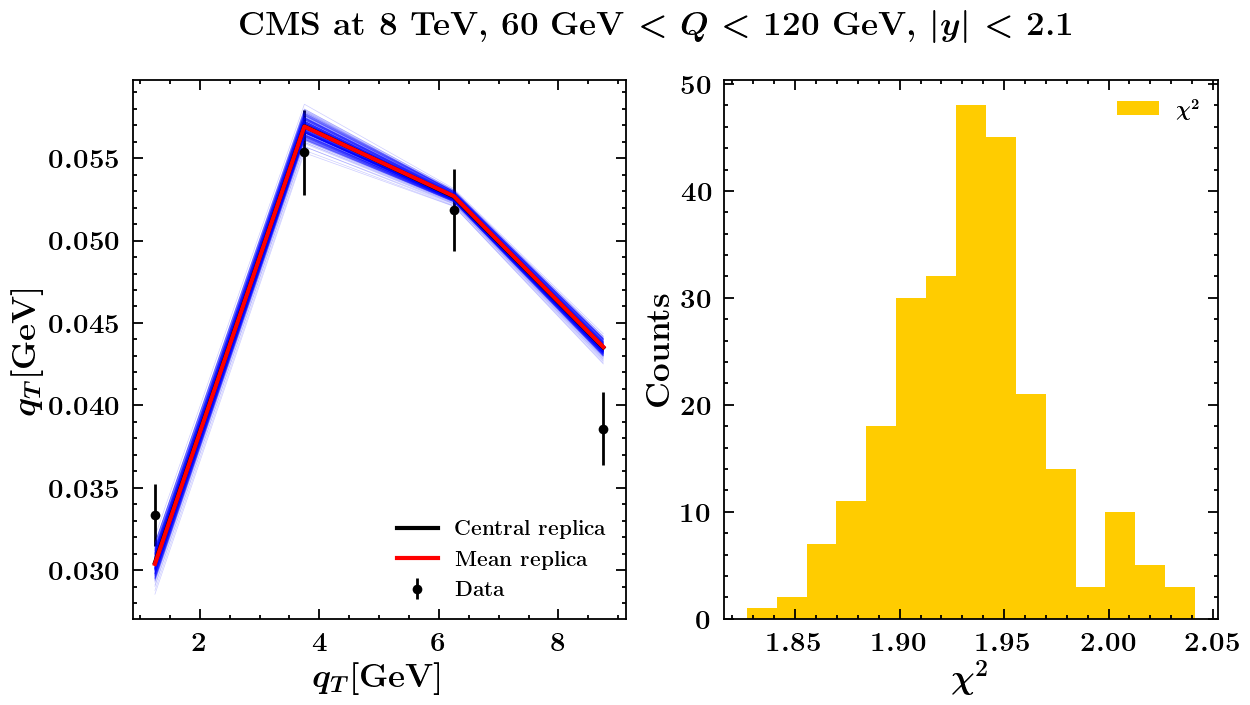 CMS at 8 TeV, 60 GeV < Q < 120 GeV, |y| < 2.1
0.055
0.050
0.045
0.040
0.035
0.030
q_T[GeV]
2 4 6 8
q_T[GeV]
Central replica
Mean replica
Data
50
40
30
20
10
0
Counts
1.85 1.90 1.95 2.00 2.05
χ²
χ²